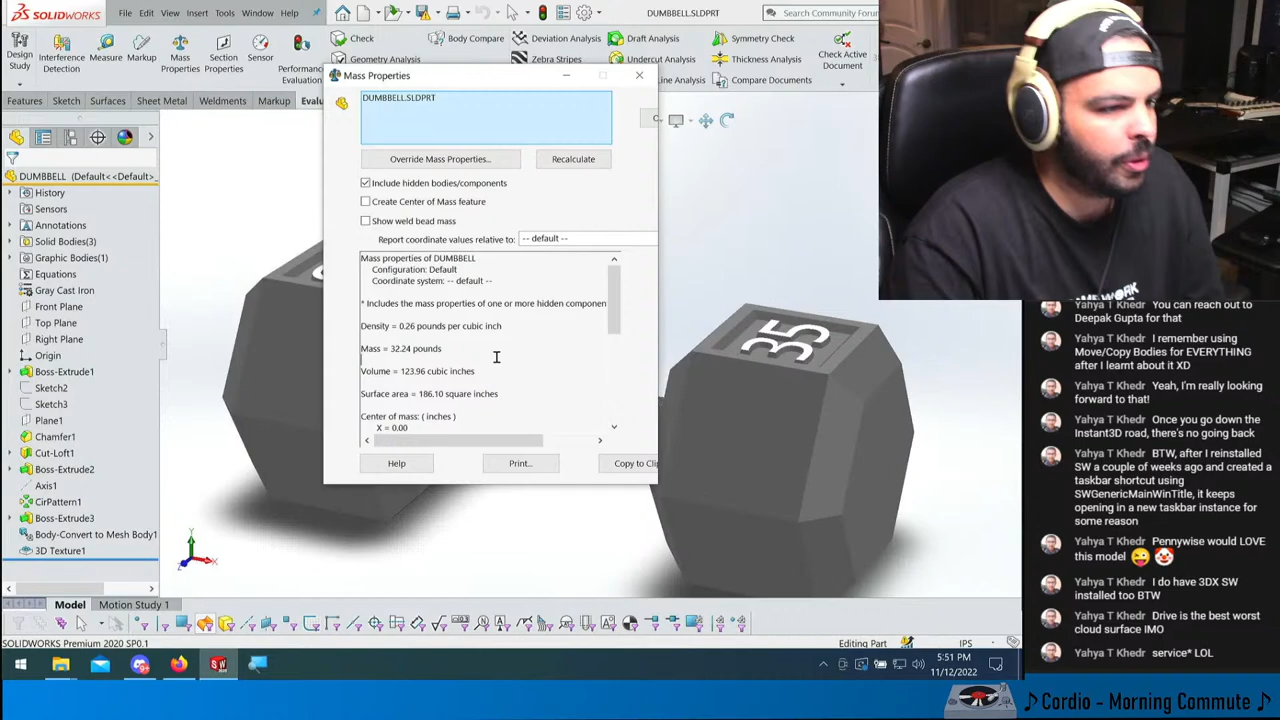 SOLIDWORKS
File Edit View Insert Tools Window Help
DUMBBELL.SLDPRT
Search Community Forum
Design Study
Interference Detection
Measure
Markup
Mass Properties
Section Properties
Sensor
Performance Evaluation
Check
Geometry Analysis
Body Compare
Deviation Analysis
Zebra Stripes
Draft Analysis
Undercut Analysis
Line Analysis
Symmetry Check
Thickness Analysis
Compare Documents
Check Active Document
Features Sketch Surfaces Sheet Metal Weldments Markup
DUMBBELL (Default<<Default>_
History
Sensors
Annotations
Solid Bodies(3)
Graphic Bodies(1)
Equations
Gray Cast Iron
Front Plane
Top Plane
Right Plane
Origin
Boss-Extrude1
Sketch2
Sketch3
Plane1
Chamfer1
Cut-Loft1
Boss-Extrude2
Axis1
CirPattern1
Boss-Extrude3
Body-Convert to Mesh Body1
3D Texture1
Mass Properties
DUMBBELL.SLDPRT
Override Mass Properties...
Recalculate
Include hidden bodies/components
Create Center of Mass feature
Show weld bead mass
Report coordinate values relative to:
-- default --
Mass properties of DUMBBELL
Configuration: Default
Coordinate system: -- default --
* Includes the mass properties of one or more hidden componen
Density = 0.26 pounds per cubic inch
Mass = 32.24 pounds
Volume = 123.96 cubic inches
Surface area = 186.10 square inches
Center of mass: ( inches )
X = 0.00
Help
Print...
Copy to Clip
35
Model Motion Study 1
SOLIDWORKS Premium 2020 SP0.1
Editing Part
IPS
5:51 PM
11/12/2022
Yahya T Khedr You can reach out to
Deepak Gupta for that
Yahya T Khedr I remember using
Move/Copy Bodies for EVERYTHING
after I learnt about it XD
Yahya T Khedr Yeah, I'm really looking
forward to that!
Yahya T Khedr Once you go down the
Instant3D road, there's no going back
Yahya T Khedr BTW, after I reinstalled
SW a couple of weeks ago and created a
taskbar shortcut using
SWGenericMainWinTitle, it keeps
opening in a new taskbar instance for
some reason
Yahya T Khedr Pennywise would LOVE
this model
Yahya T Khedr I do have 3DX SW
installed too BTW
Yahya T Khedr Drive is the best worst
cloud surface IMO
Yahya T Khedr service* LOL
♪ Cordio - Morning Commute ♪